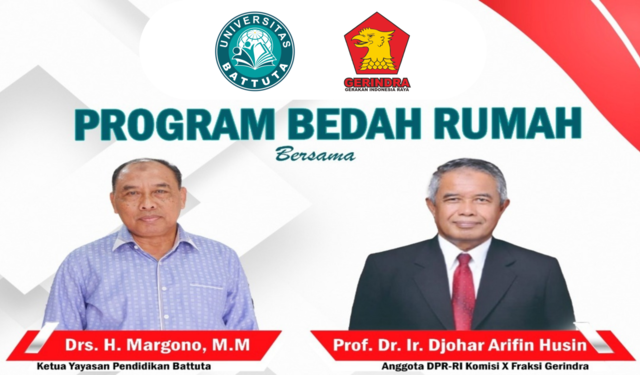 UNIVERSITAS
BATTUTA
GERINDRA
GERAKAN INDONESIA RAYA
PROGRAM BEDAH RUMAH
Bersama
Drs. H. Margono, M.M
Ketua Yayasan Pendidikan Battuta
Prof. Dr. Ir. Djohar Arifin Husin
Anggota DPR-RI Komisi X Fraksi Gerindra